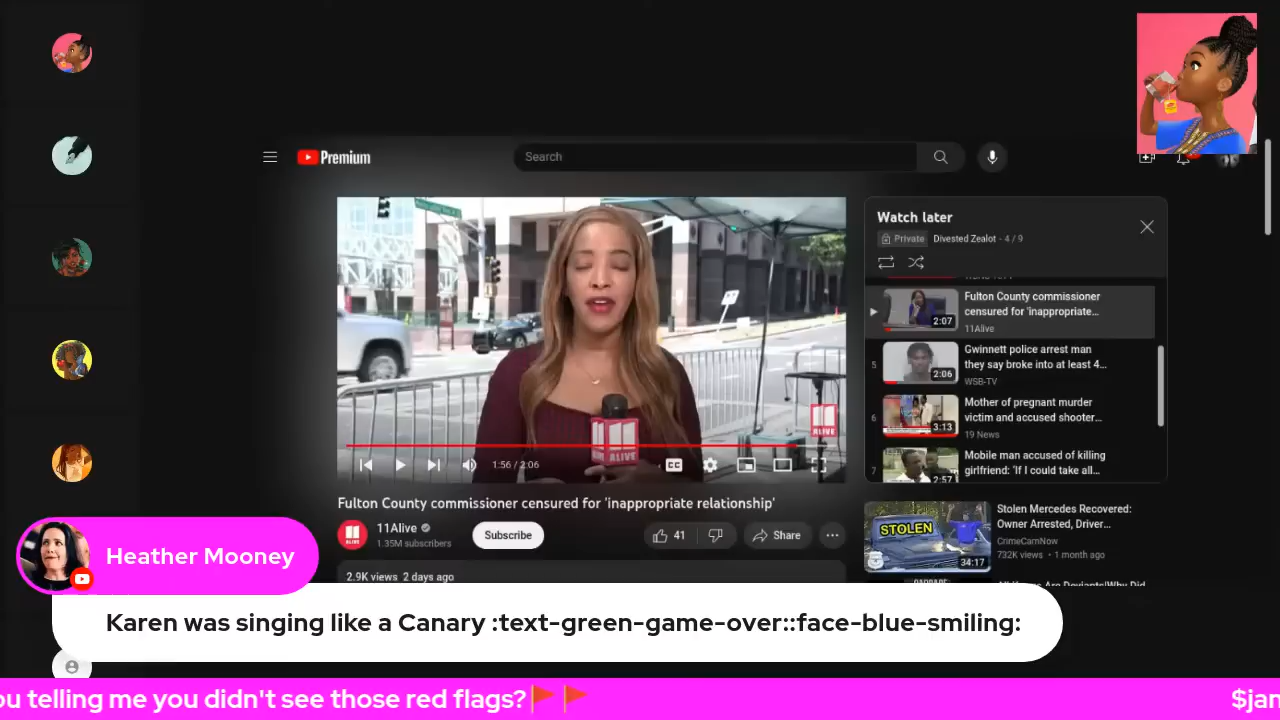 Premium
Search
Watch later
Private Divested Zealot - 4 / 9
Fulton County commissioner
censured for 'inappropriate...
11Alive
2:07
5
Gwinnett police arrest man
they say broke into at least 4...
WSB-TV
2:06
6
Mother of pregnant murder
victim and accused shooter...
19 News
3:13
7
Mobile man accused of killing
girlfriend: 'If I could take all...
2:57
ALIVE
ALIVE
1:56 / 2:06
CC
Fulton County commissioner censured for 'inappropriate relationship'
11Alive
1.35M subscribers
Subscribe
41
Share
2.9K views 2 days ago
STOLEN
34:17
Stolen Mercedes Recovered:
Owner Arrested, Driver...
CrimeCamNow
732K views • 1 month ago
Heather Mooney
Karen was singing like a Canary :text-green-game-over::face-blue-smiling:
ou telling me you didn't see those red flags?🚩🚩
$jan